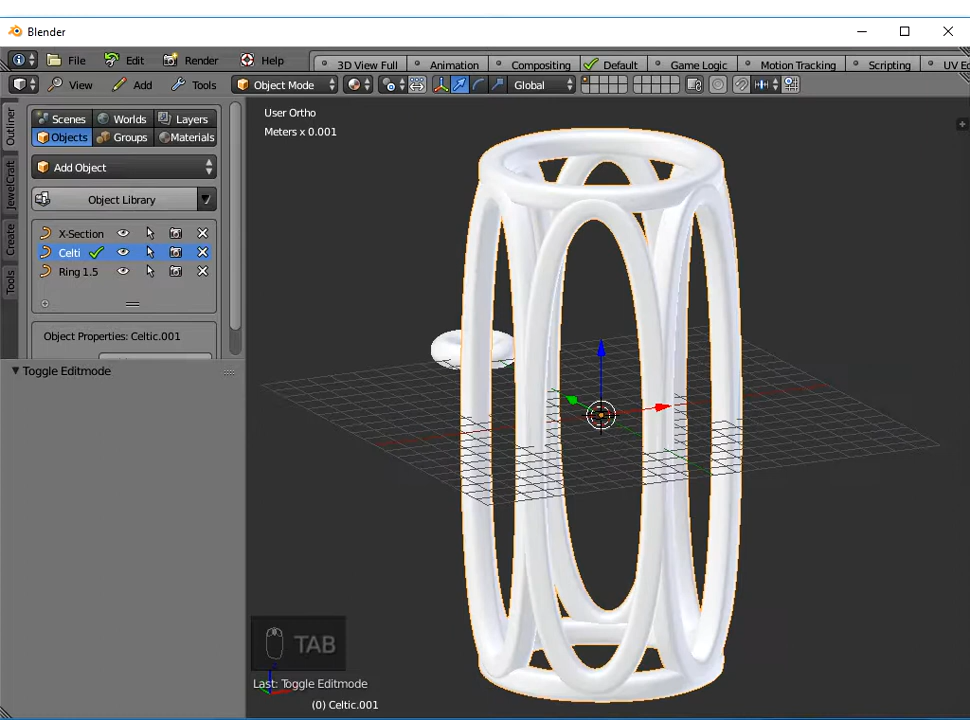 Blender
File Edit Render Help 3D View Full Animation Compositing Default Game Logic Motion Tracking Scripting UV Ed
View Add Tools Object Mode Global
Scenes Worlds Layers
Objects Groups Materials
Add Object
Object Library
X-Section
Celti
Ring 1.5
Object Properties: Celtic.001
Toggle Editmode
Outliner
JewelCraft
Create
Tools
User Ortho
Meters x 0.001
TAB
Last: Toggle Editmode
(0) Celtic.001